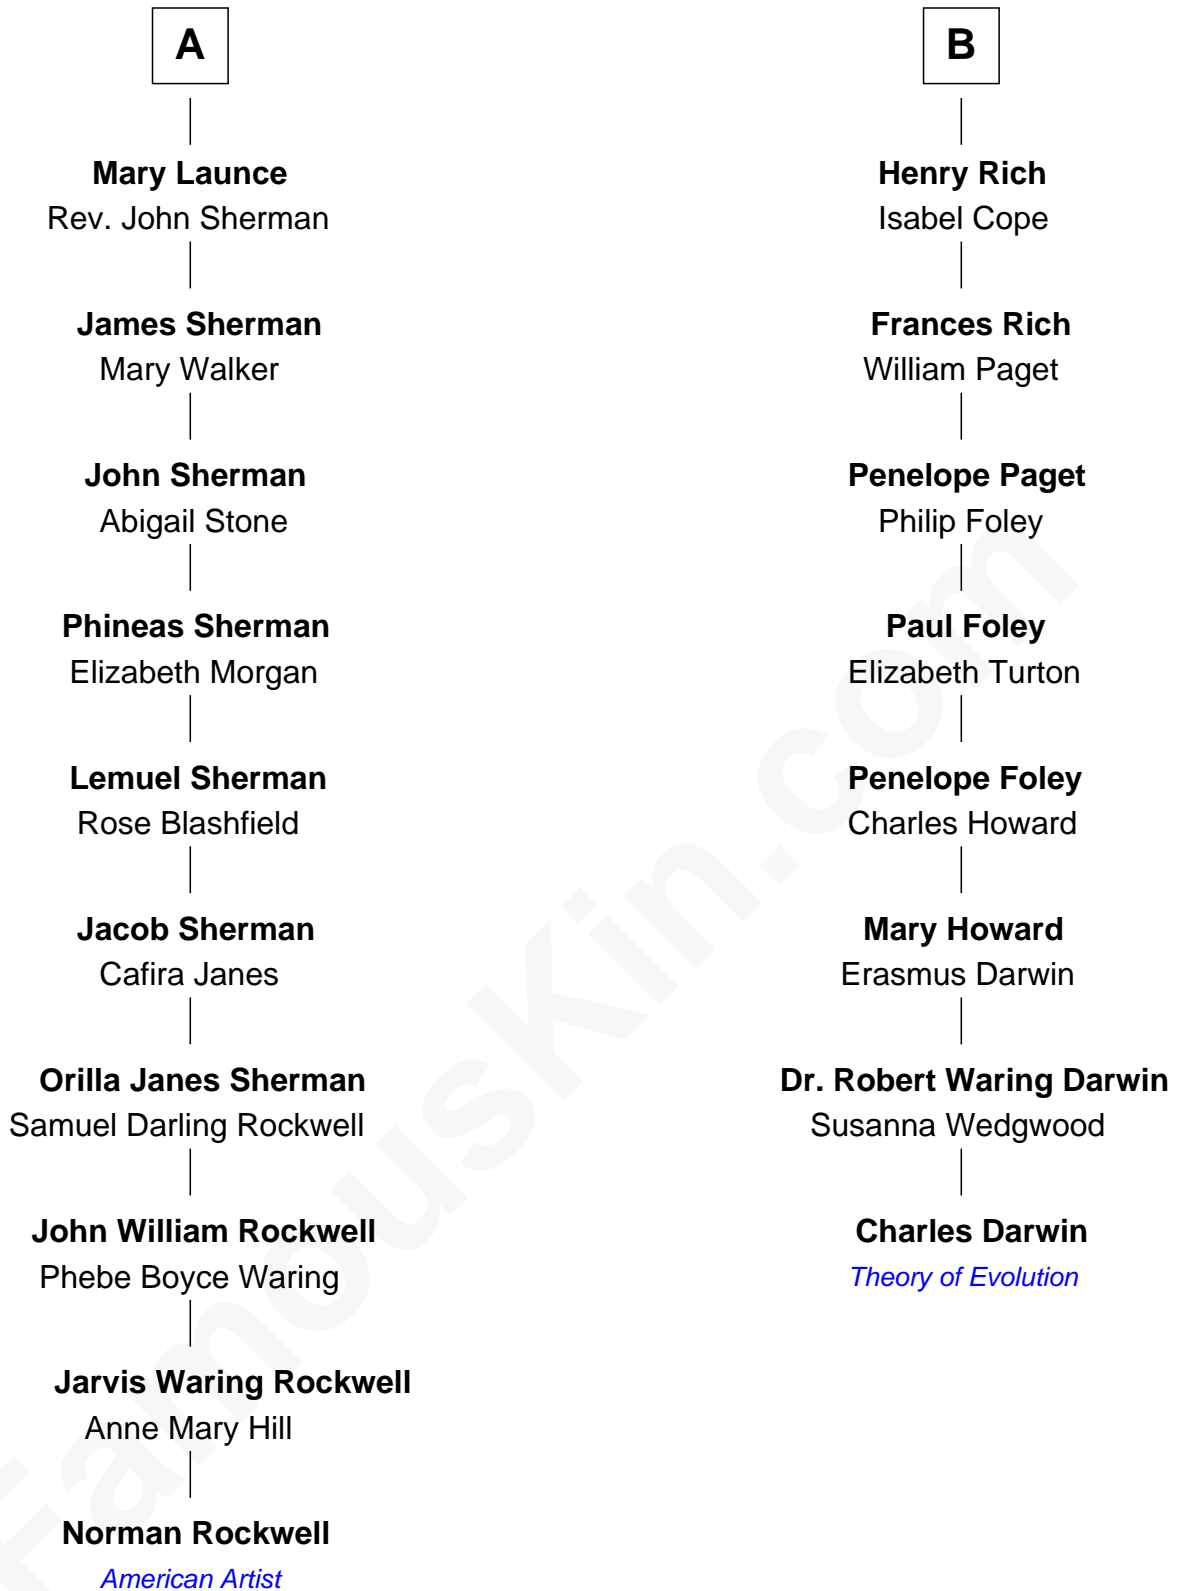 A
Mary Launce
Rev. John Sherman
James Sherman
Mary Walker
John Sherman
Abigail Stone
Phineas Sherman
Elizabeth Morgan
Lemuel Sherman
Rose Blashfield
Jacob Sherman
Cafira Janes
Orilla Janes Sherman
Samuel Darling Rockwell
John William Rockwell
Phebe Boyce Waring
Jarvis Waring Rockwell
Anne Mary Hill
Norman Rockwell
American Artist
B
Henry Rich
Isabel Cope
Frances Rich
William Paget
Penelope Paget
Philip Foley
Paul Foley
Elizabeth Turton
Penelope Foley
Charles Howard
Mary Howard
Erasmus Darwin
Dr. Robert Waring Darwin
Susanna Wedgwood
Charles Darwin
Theory of Evolution
FamousKin.com